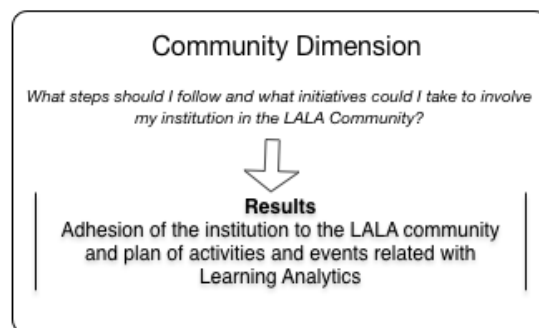 Community Dimension
What steps should I follow and what initiatives could I take to involve
my institution in the LALA Community?
Results
Adhesion of the institution to the LALA community
and plan of activities and events related with
Learning Analytics